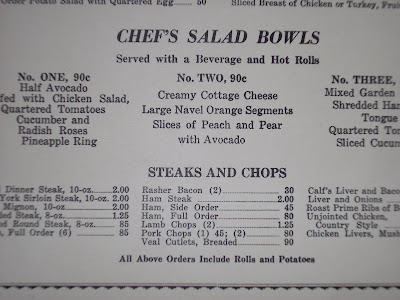 Order Potato Salad with Quartered Egg 50
Sliced Breast of Chicken or Turkey, Fruit
CHEF'S SALAD BOWLS
Served with a Beverage and Hot Rolls
No. ONE, 90c
Half Avocado
fed with Chicken Salad,
Quartered Tomatoes
Cucumber and
Radish Roses
Pineapple Ring
No. TWO, 90c
Creamy Cottage Cheese
Large Navel Orange Segments
Slices of Peach and Pear
with Avocado
No. THREE,
Mixed Garden
Shredded Ham
Tongue
Quartered Tom
Sliced Cucum
STEAKS AND CHOPS
Dinner Steak, 10-oz. 2.00
York Sirloin Steak, 10-oz. 2.00
Mignon, 10-oz. 2.00
ded Steak, 8-oz. 1.25
Round Steak, 8-oz. 85
, Full Order (6) 85
Rasher Bacon (2) 30
Ham Steak 2.00
Ham, Side Order 45
Ham, Full Order 80
Lamb Chops (2) 1.25
Pork Chops (1) 45; (2) 80
Veal Cutlets, Breaded 90
Calf's Liver and Baco
Liver and Onions
Roast Prime Ribs of B
Unjointed Chicken,
Country Style
Chicken Livers, Mush
All Above Orders Include Rolls and Potatoes